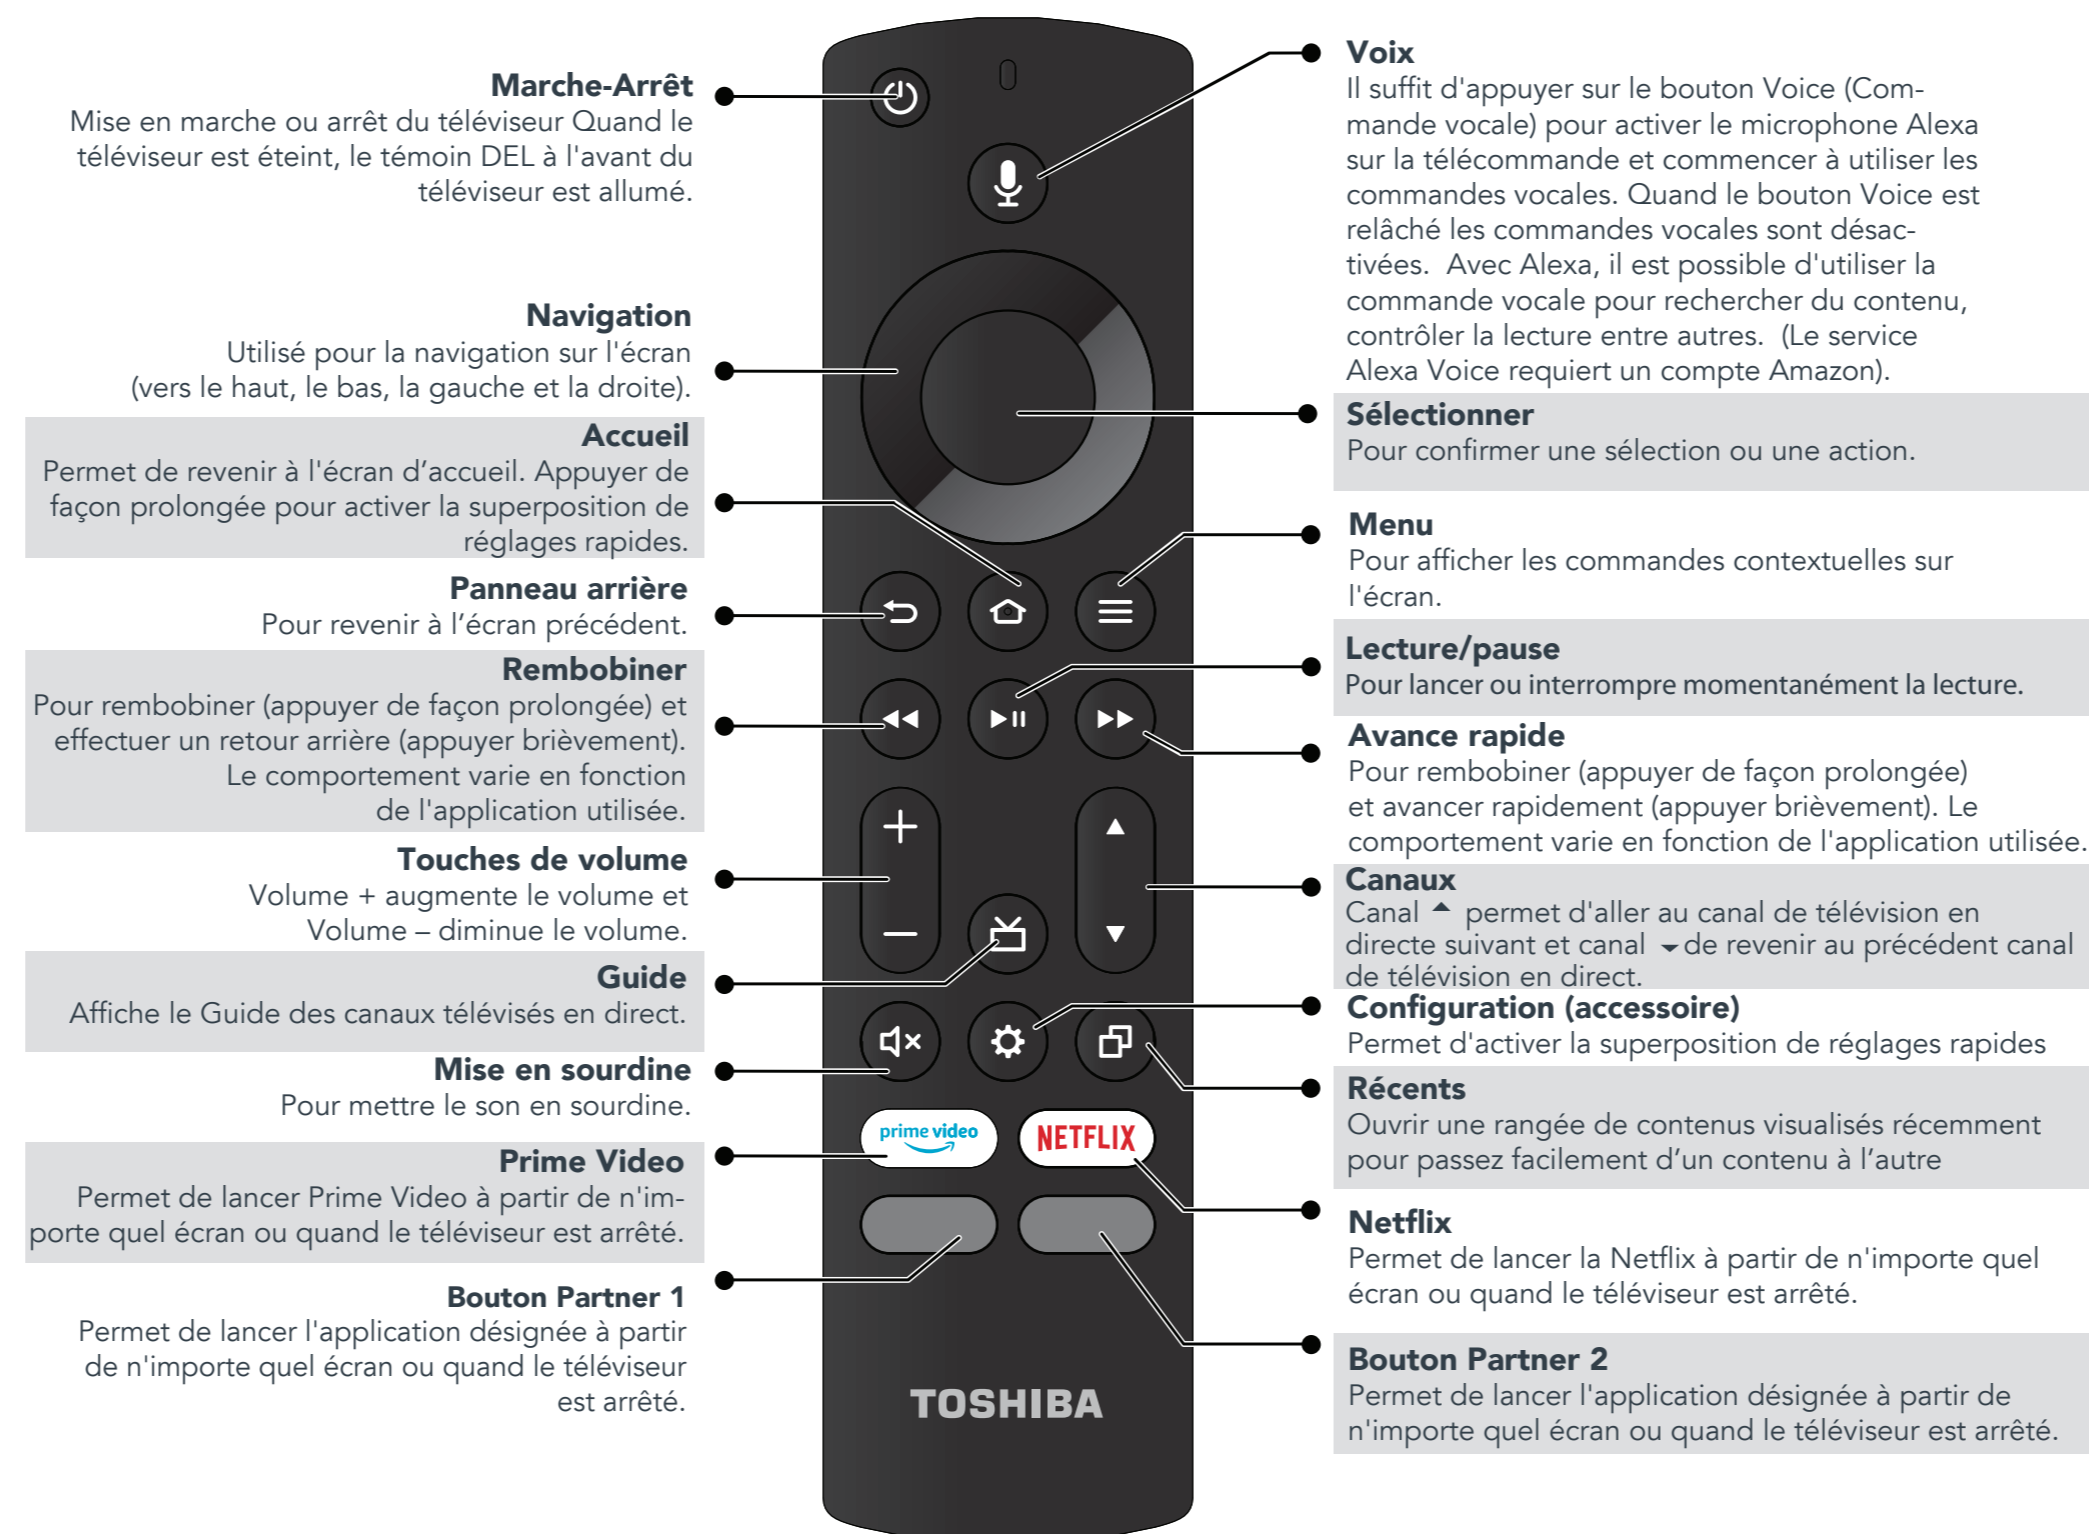 Marche-Arrêt
Mise en marche ou arrêt du téléviseur Quand le
téléviseur est éteint, le témoin DEL à l'avant du
téléviseur est allumé.
Navigation
Utilisé pour la navigation sur l'écran
(vers le haut, le bas, la gauche et la droite).
Accueil
Permet de revenir à l'écran d’accueil. Appuyer de
façon prolongée pour activer la superposition de
réglages rapides.
Panneau arrière
Pour revenir à l’écran précédent.
Rembobiner
Pour rembobiner (appuyer de façon prolongée) et
effectuer un retour arrière (appuyer brièvement).
Le comportement varie en fonction
de l'application utilisée.
Touches de volume
Volume + augmente le volume et
Volume – diminue le volume.
Guide
Affiche le Guide des canaux télévisés en direct.
Mise en sourdine
Pour mettre le son en sourdine.
Prime Video
Permet de lancer Prime Video à partir de n'im-
porte quel écran ou quand le téléviseur est arrêté.
Bouton Partner 1
Permet de lancer l'application désignée à partir
de n'importe quel écran ou quand le téléviseur
est arrêté.
prime video
NETFLIX
TOSHIBA
Voix
Il suffit d'appuyer sur le bouton Voice (Com-
mande vocale) pour activer le microphone Alexa
sur la télécommande et commencer à utiliser les
commandes vocales. Quand le bouton Voice est
relâché les commandes vocales sont désac-
tivées. Avec Alexa, il est possible d'utiliser la
commande vocale pour rechercher du contenu,
contrôler la lecture entre autres. (Le service
Alexa Voice requiert un compte Amazon).
Sélectionner
Pour confirmer une sélection ou une action.
Menu
Pour afficher les commandes contextuelles sur
l'écran.
Lecture/pause
Pour lancer ou interrompre momentanément la lecture.
Avance rapide
Pour rembobiner (appuyer de façon prolongée)
et avancer rapidement (appuyer brièvement). Le
comportement varie en fonction de l'application utilisée.
Canaux
Canal ▲ permet d'aller au canal de télévision en
directe suivant et canal ▼ de revenir au précédent canal
de télévision en direct.
Configuration (accessoire)
Permet d'activer la superposition de réglages rapides
Récents
Ouvrir une rangée de contenus visualisés récemment
pour passez facilement d’un contenu à l’autre
Netflix
Permet de lancer la Netflix à partir de n'importe quel
écran ou quand le téléviseur est arrêté.
Bouton Partner 2
Permet de lancer l'application désignée à partir de
n'importe quel écran ou quand le téléviseur est arrêté.